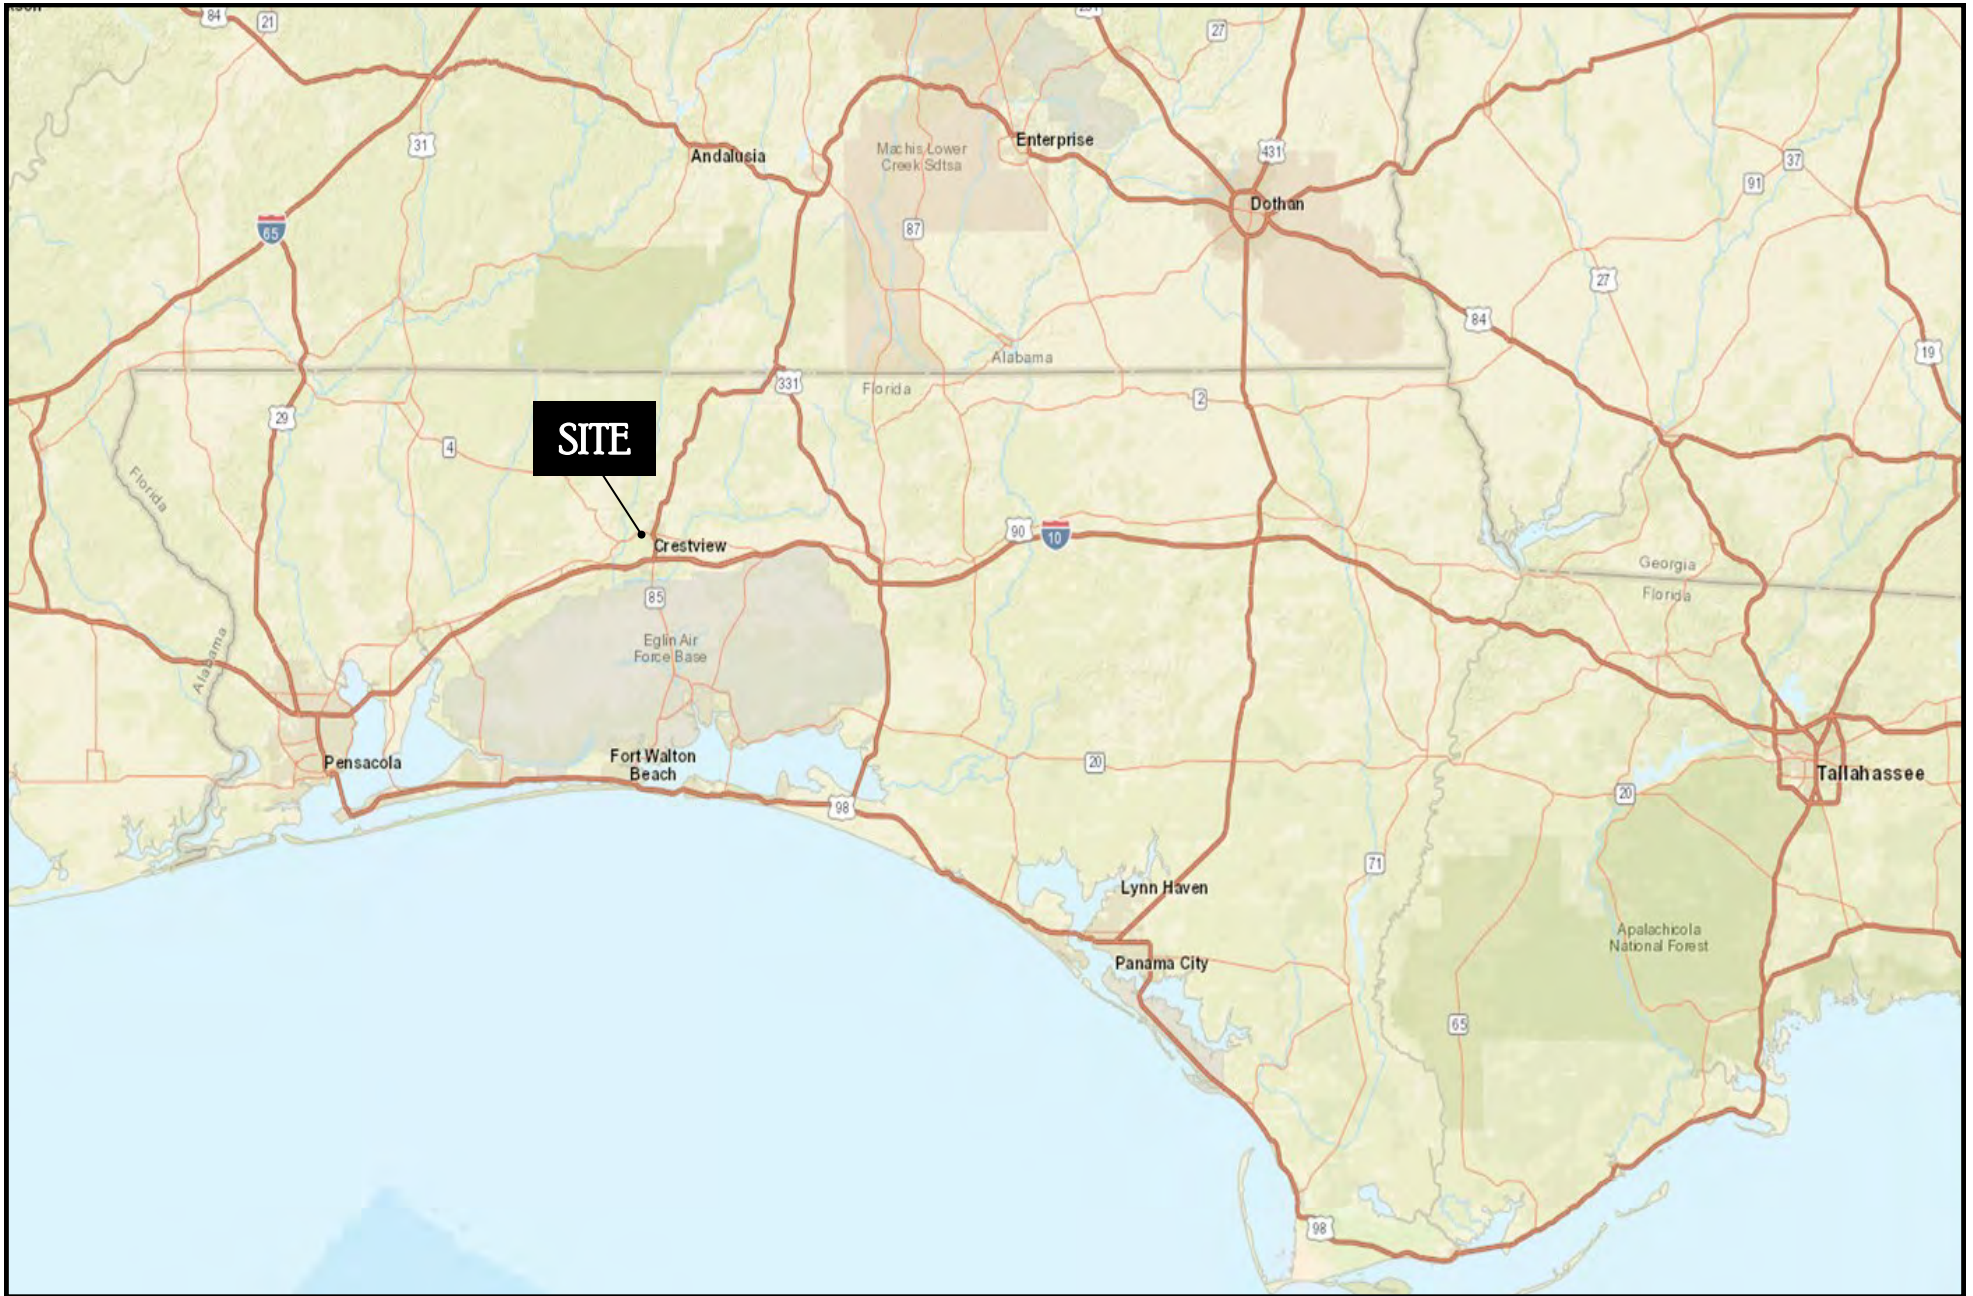 84
21
27
31
Andalusia
Enterprise
Machis Lower
Creek Sdtsa
431
37
91
Dothan
87
65
27
84
19
Alabama
Florida
331
2
29
4
SITE
Florida
Crestview
90
10
Georgia
Florida
85
Eglin Air
Force Base
Alabama
Pensacola
Fort Walton
Beach
20
Tallahassee
20
98
71
Lynn Haven
Apalachicola
National Forest
Panama City
65
98